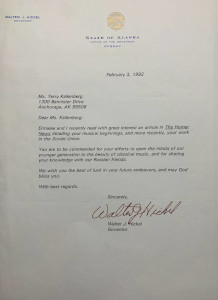 WALTER J. HICKEL
GOVERNOR
STATE OF ALASKA
OFFICE OF THE GOVERNOR
JUNEAU
February 3, 1992
Ms. Terry Kallenberg
1300 Bannister Drive
Anchorage, AK 99508
Dear Ms. Kallenberg:
Ermalee and I recently read with great interest an article in The Homer
News detailing your musical beginnings, and more recently, your work
in the Soviet Union.
You are to be commended for your efforts to open the minds of our
younger generation to the beauty of classical music, and for sharing
your knowledge with our Russian friends.
We wish you the best of luck in your future endeavors, and may God
bless you.
With best regards.
Sincerely,
Walter J Hickel
Walter J. Hickel
Governor